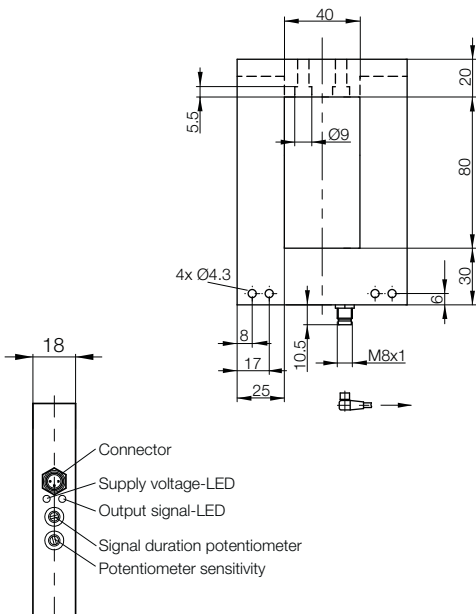 40
20
5.5
Ø9
80
4x Ø4.3
30
6
8
10.5
M8x1
17
25
18
Connector
Supply voltage-LED
Output signal-LED
Signal duration potentiometer
Potentiometer sensitivity